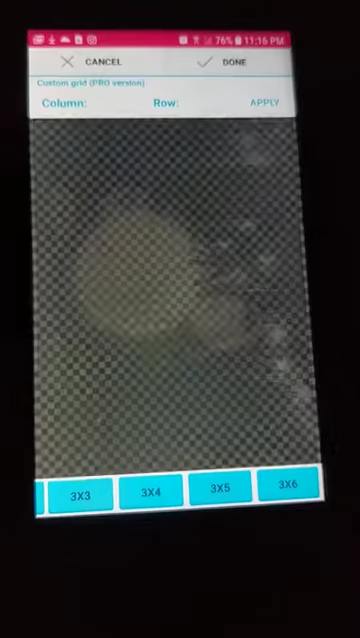 76% 11:16 PM
CANCEL DONE
Custom grid (PRO version)
Column: Row: APPLY
3X3 3X4 3X5 3X6